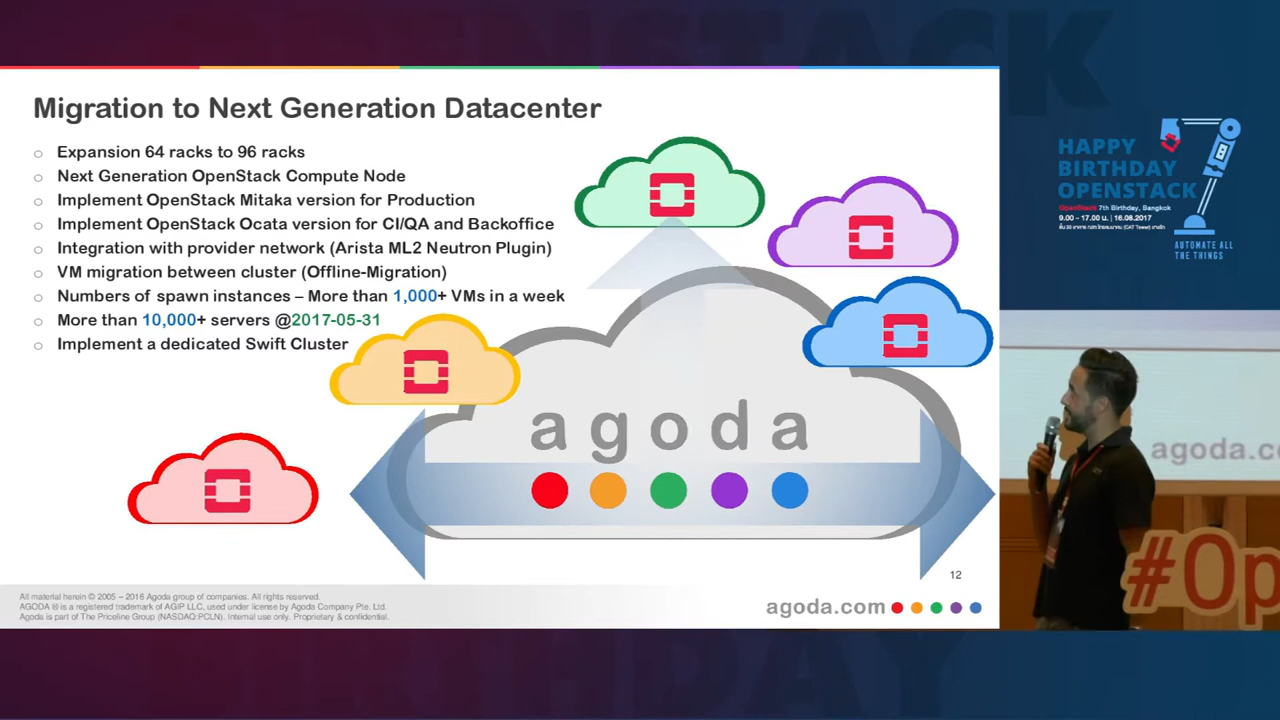 Migration to Next Generation Datacenter
Expansion 64 racks to 96 racks
Next Generation OpenStack Compute Node
Implement OpenStack Mitaka version for Production
Implement OpenStack Ocata version for CI/QA and Backoffice
Integration with provider network (Arista ML2 Neutron Plugin)
VM migration between cluster (Offline-Migration)
Numbers of spawn instances – More than 1,000+ VMs in a week
More than 10,000+ servers @2017-05-31
Implement a dedicated Swift Cluster
agoda
12
All material herein © 2005 – 2016 Agoda group of companies. All rights reserved.
AGODA ® is a registered trademark of AGIP LLC, used under license by Agoda Company Pte. Ltd.
Agoda is part of The Priceline Group (NASDAQ:PCLN). Internal use only. Proprietary & confidential.
agoda.com
HAPPY
BIRTHDAY
OPENSTACK
OpenStack 7th Birthday, Bangkok
9.00 - 17.00 น. | 16.08.2017
AUTOMATE ALL
THE THINGS
agoda.c
#Op